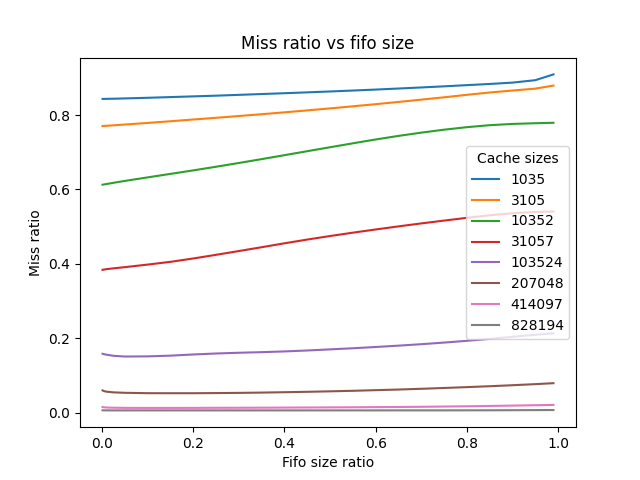 Miss ratio vs fifo size
Miss ratio
0.8
0.6
0.4
0.2
0.0
Cache sizes
1035
3105
10352
31057
103524
207048
414097
828194
0.0 0.2 0.4 0.6 0.8 1.0
Fifo size ratio